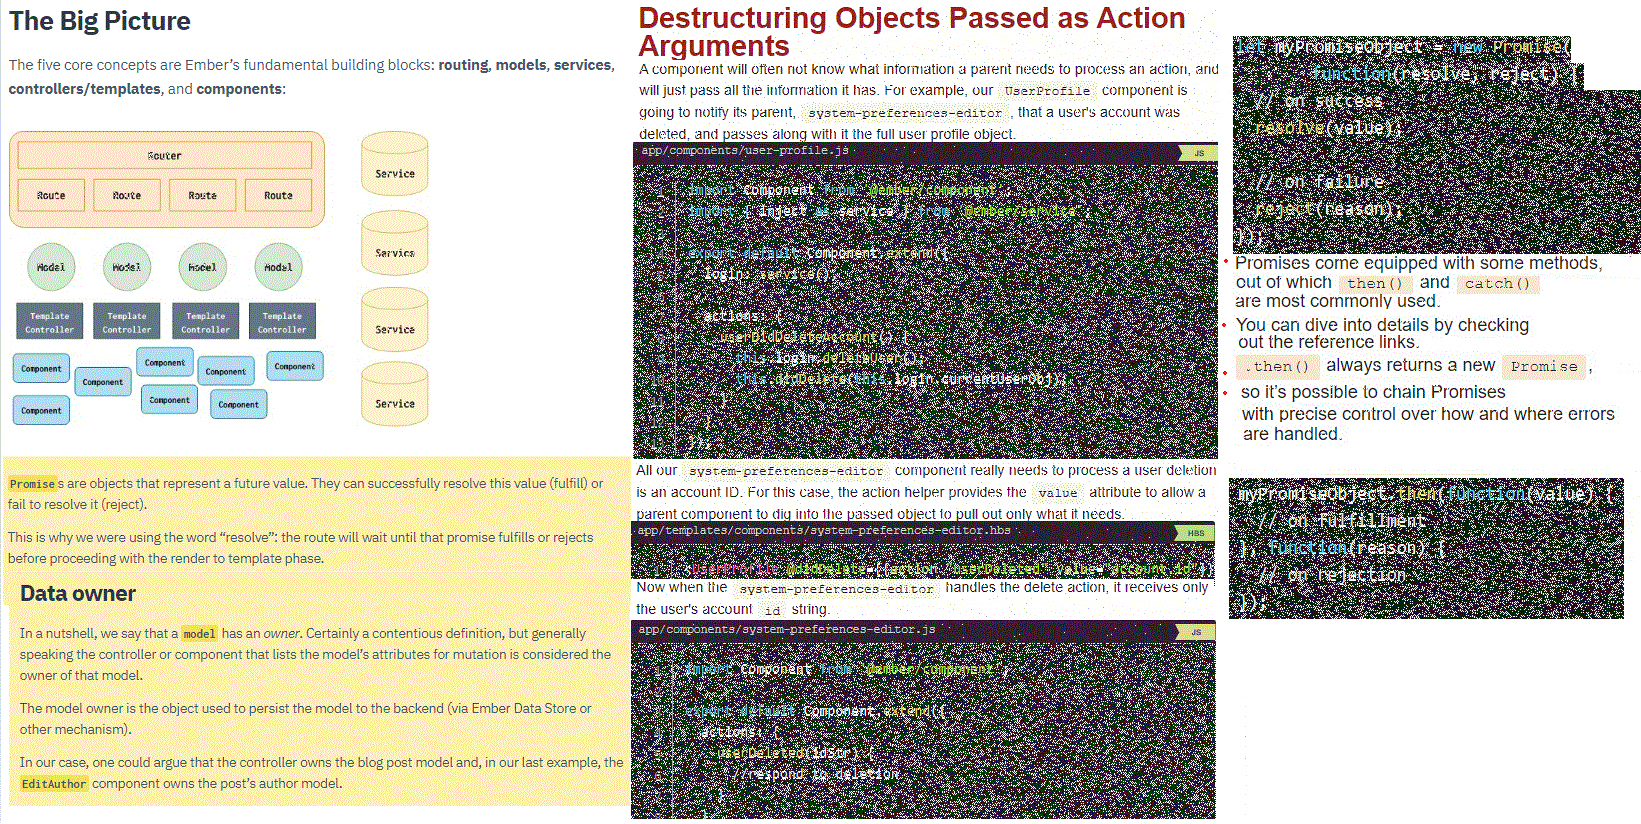 The Big Picture
The five core concepts are Ember's fundamental building blocks: routing, models, services,
controllers/templates, and components:
Router
Route Route Route Route
Model Model Model Model
Template Controller
Template Controller
Template Controller
Template Controller
Component
Component
Component
Component
Component
Component
Component
Component
Service
Service
Service
Service
Promises are objects that represent a future value. They can successfully resolve this value (fulfill) or
fail to resolve it (reject).
This is why we were using the word “resolve”: the route will wait until that promise fulfills or rejects
before proceeding with the render to template phase.
Data owner
In a nutshell, we say that a model has an owner. Certainly a contentious definition, but generally
speaking the controller or component that lists the model's attributes for mutation is considered the
owner of that model.
The model owner is the object used to persist the model to the backend (via Ember Data Store or
other mechanism).
In our case, one could argue that the controller owns the blog post model and, in our last example, the
EditAuthor component owns the post's author model.
Destructuring Objects Passed as Action
Arguments
A component will often not know what information a parent needs to process an action, and
will just pass all the information it has. For example, our UserProfile component is
going to notify its parent, system-preferences-editor, that a user's account was
deleted, and passes along with it the full user profile object.
app/components/user-profile.js JS
import Component from '@ember/component';
import { inject as service } from '@ember/service';
export default Component.extend({
login: service(),
actions: {
userDidDeleteAccount() {
this.login.deleteUser();
this.didDelete(this.login.currentUserObj);
}
}
});
All our system-preferences-editor component really needs to process a user deletion
is an account ID. For this case, the action helper provides the value attribute to allow a
parent component to dig into the passed object to pull out only what it needs.
app/templates/components/system-preferences-editor.hbs HBS
<UserProfile @didDelete={{action "userDeleted" value="account.id"}}
Now when the system-preferences-editor handles the delete action, it receives only
the user's account id string.
app/components/system-preferences-editor.js JS
import Component from '@ember/component';
export default Component.extend({
actions: {
userDeleted(idStr) {
//respond to deletion
}
let myPromiseObject = new Promise(
function(resolve, reject) {
// on success
resolve(value);
// on failure
reject(reason);
}));
Promises come equipped with some methods,
out of which then() and catch()
are most commonly used.
You can dive into details by checking
out the reference links.
.then() always returns a new Promise ,
so it's possible to chain Promises
with precise control over how and where errors
are handled.
myPromiseObject.then(function(value) {
// on fulfillment
}, function(reason) {
// on rejection
});